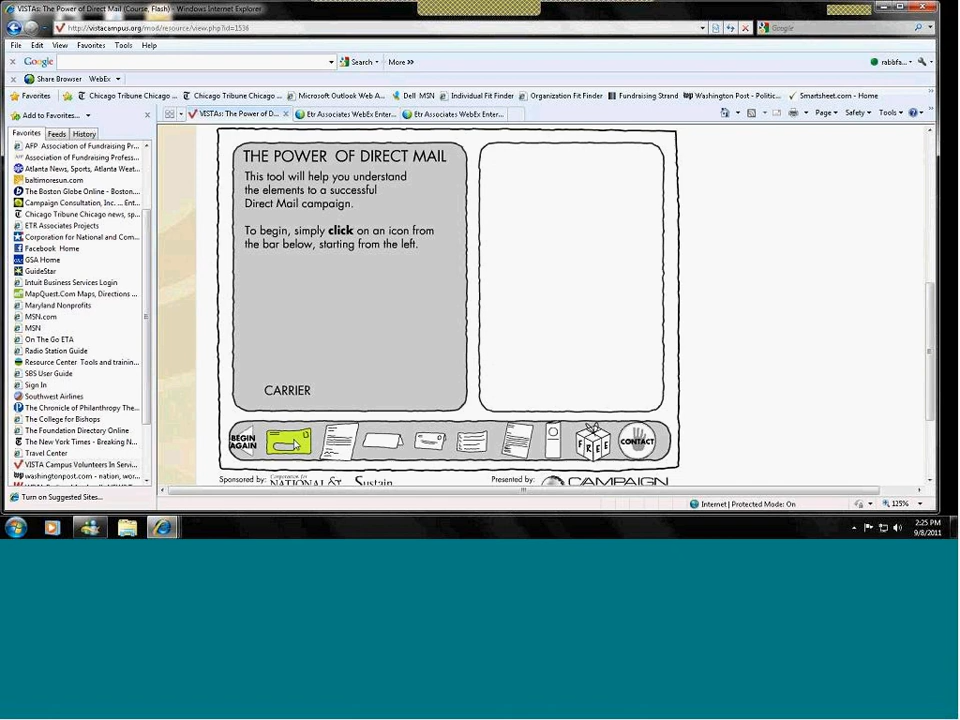 VISTAs: The Power of Direct Mail (Course, Flash) - Windows Internet Explorer
http://vistacampus.org/mod/resource/view.php?id=1536
Google
File Edit View Favorites Tools Help
Google Search More »
rabbfa...
Share Browser WebEx
Favorites Chicago Tribune Chicago ... Chicago Tribune Chicago ... Microsoft Outlook Web A... Dell MSN Individual Fit Finder Organization Fit Finder Fundraising Strand Washington Post - Politic... Smartsheet.com - Home
Add to Favorites...
VISTAs: The Power of D... Etr Associates WebEx Enter... Etr Associates WebEx Enter...
Page Safety Tools
Favorites Feeds History
AFP Association of Fundraising Pr...
Association of Fundraising Profess...
Atlanta News, Sports, Atlanta Weat...
baltimoresun.com
The Boston Globe Online - Boston....
Campaign Consultation, Inc. ... Ent...
Chicago Tribune Chicago news, sp...
ETR Associates Projects
Corporation for National and Com...
Facebook Home
GSA Home
GuideStar
Intuit Business Services Login
MapQuest.Com Maps, Directions ...
Maryland Nonprofits
MSN.com
MSN
On The Go ETA
Radio Station Guide
Resource Center Tools and trainin...
SBS User Guide
Sign In
Southwest Airlines
The Chronicle of Philanthropy The...
The College for Bishops
The Foundation Directory Online
The New York Times - Breaking N...
Travel Center
VISTA Campus Volunteers In Servi...
washingtonpost.com - nation, wor...
Turn on Suggested Sites...
THE POWER OF DIRECT MAIL
This tool will help you understand
the elements to a successful
Direct Mail campaign.
To begin, simply click on an icon from
the bar below, starting from the left.
CARRIER
BEGIN
AGAIN
FREE
CONTACT
Sponsored by:
NATIONAL & Sustain
Presented by:
CAMPAIGN
Internet | Protected Mode: On
125%
2:25 PM
9/8/2011